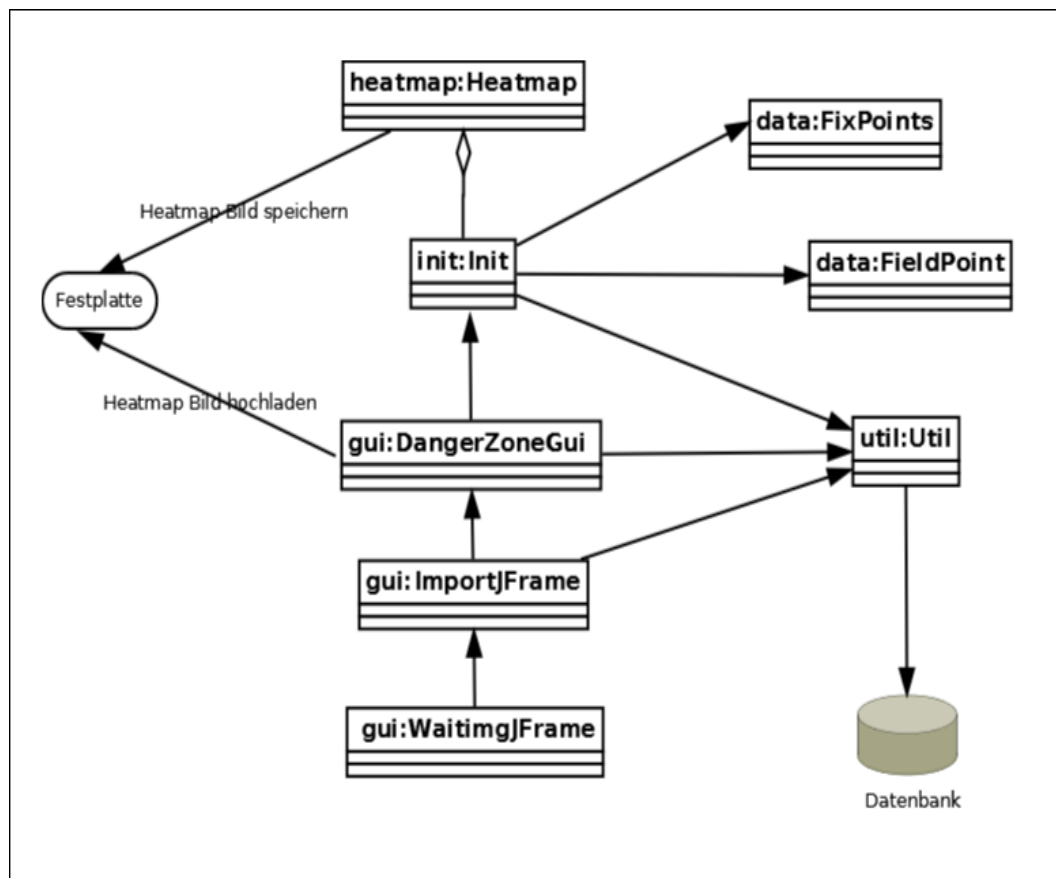 heatmap:Heatmap
data:FixPoints
Heatmap Bild speichern
init:Init
data:FieldPoint
Festplatte
Heatmap Bild hochladen
gui:DangerZoneGui
util:Util
gui:ImportJFrame
gui:WaitimgJFrame
Datenbank